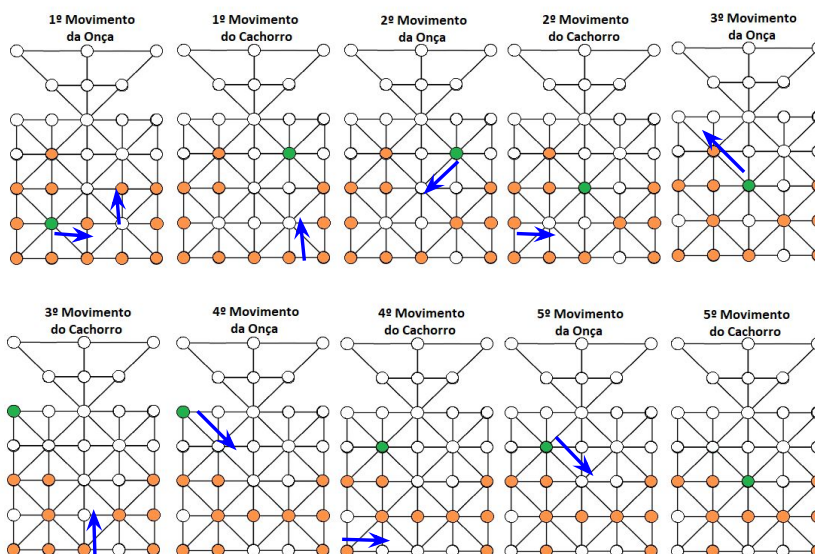 1º Movimento
da Onça
1º Movimento
do Cachorro
2º Movimento
da Onça
2º Movimento
do Cachorro
3º Movimento
da Onça
3º Movimento
do Cachorro
4º Movimento
da Onça
4º Movimento
do Cachorro
5º Movimento
da Onça
5º Movimento
do Cachorro